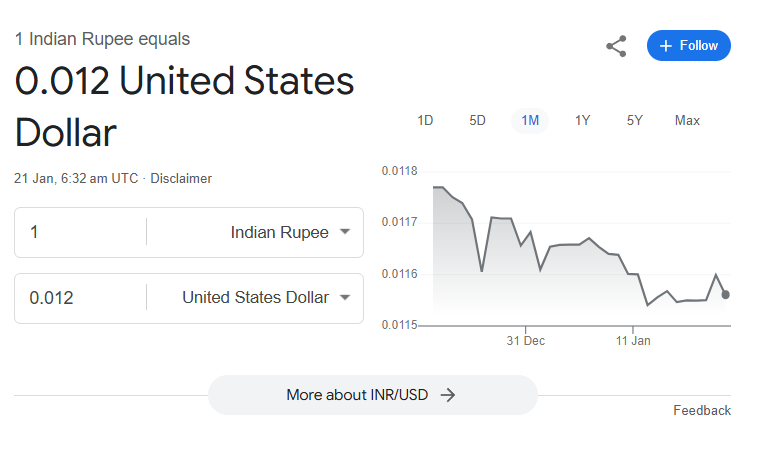 1 Indian Rupee equals
0.012 United States
Dollar
21 Jan, 6:32 am UTC · Disclaimer
1 Indian Rupee
0.012 United States Dollar
Follow
1D 5D 1M 1Y 5Y Max
0.0118
0.0117
0.0116
0.0115
31 Dec 11 Jan
More about INR/USD
Feedback